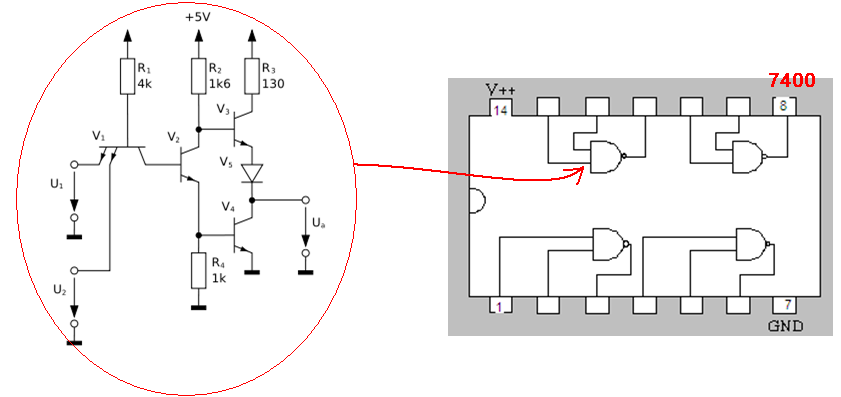 +5V
R1
4k
R2
1k6
R3
130
V1
V2
V3
V5
V4
U1
Ua
R4
1k
U2
7400
V++
14
8
1
7
GND